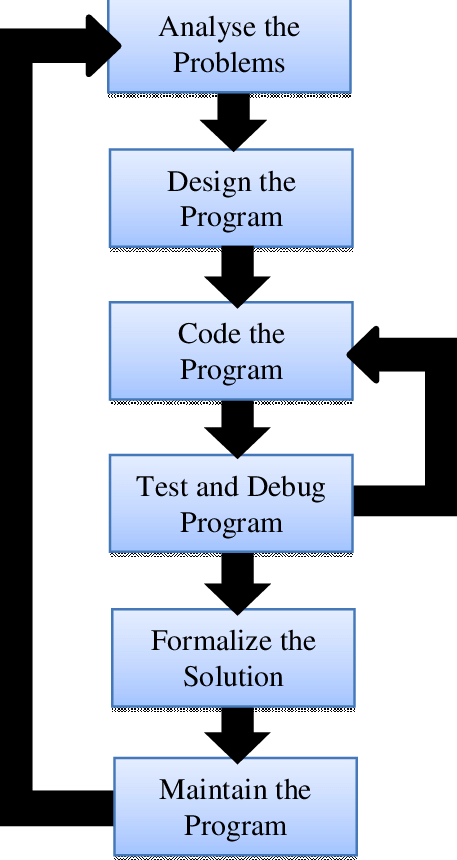 Analyse the
Problems
Design the
Program
Code the
Program
Test and Debug
Program
Formalize the
Solution
Maintain the
Program